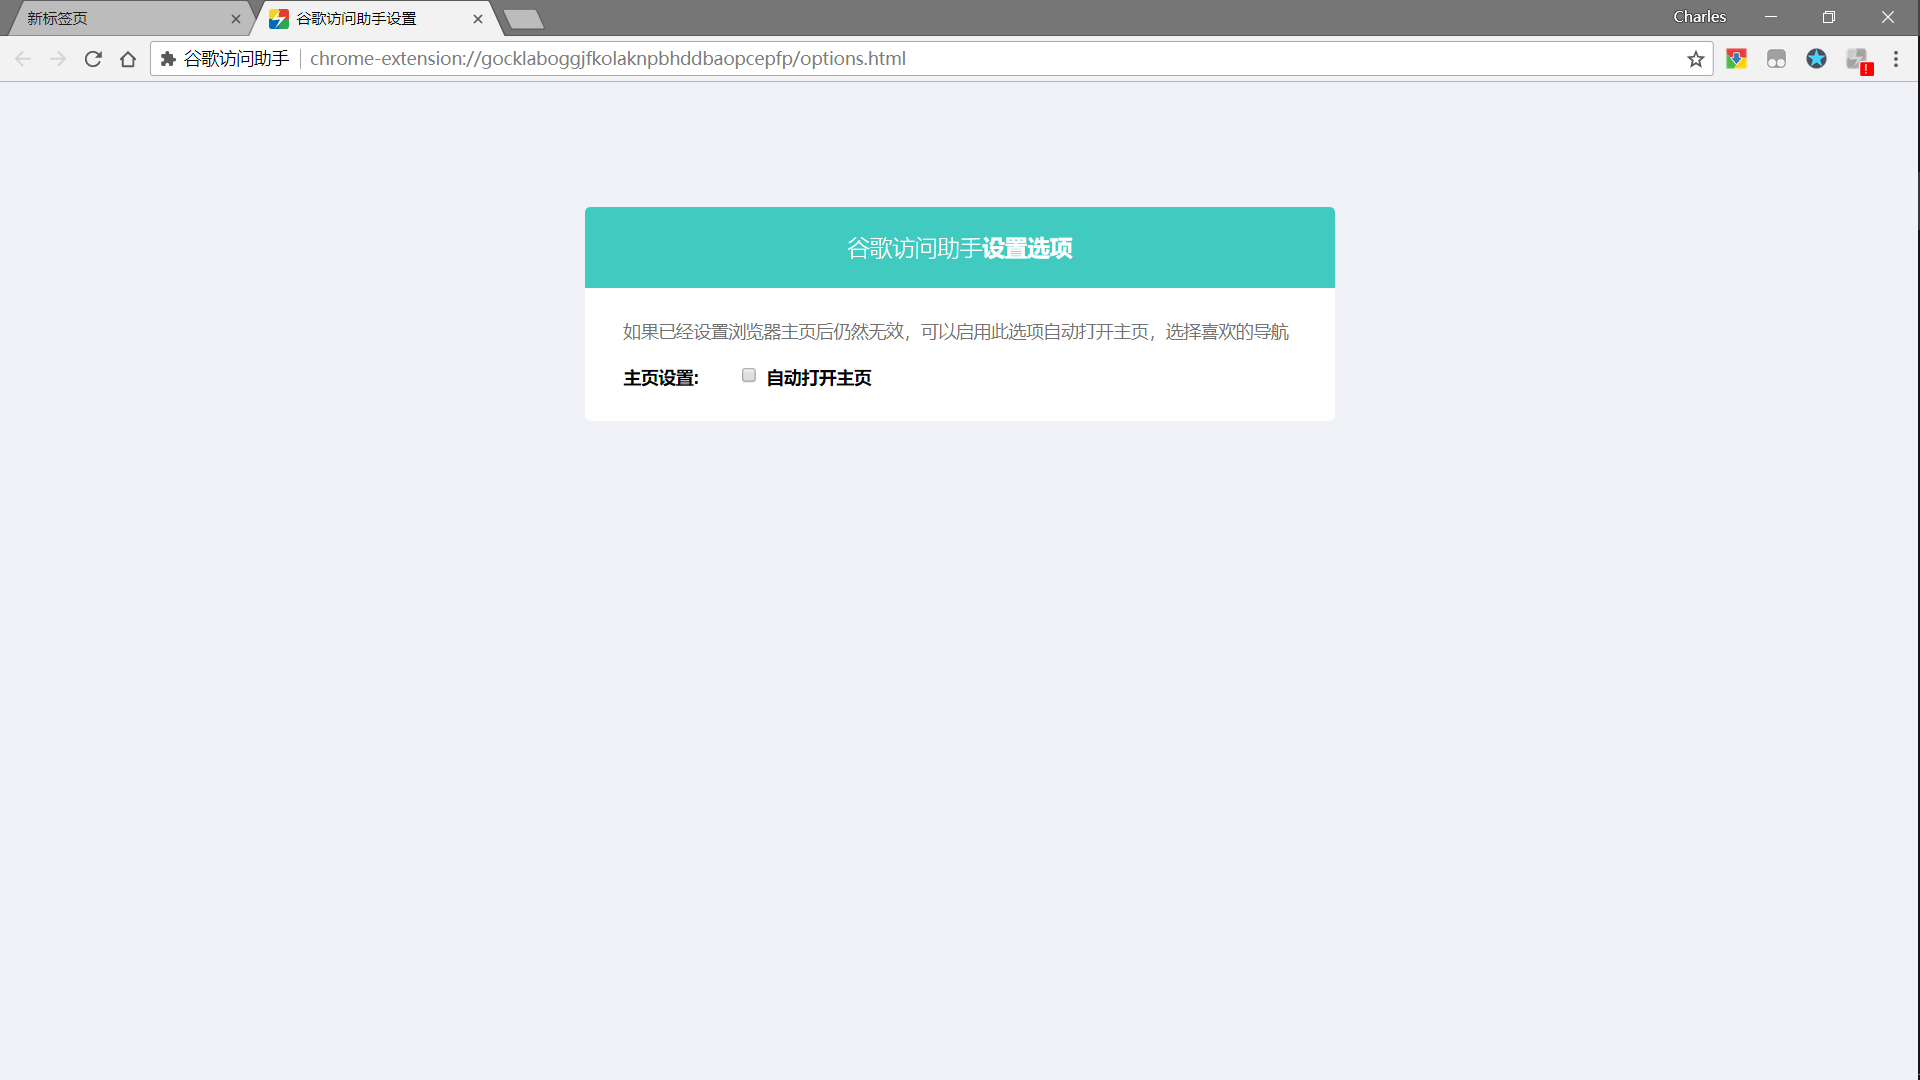 新标签页
谷歌访问助手设置
Charles
谷歌访问助手 chrome-extension://gocklaboggjfkolaknpbhddbaopcepfp/options.html
谷歌访问助手设置选项
如果已经设置浏览器主页后仍然无效，可以启用此选项自动打开主页，选择喜欢的导航
主页设置: 自动打开主页